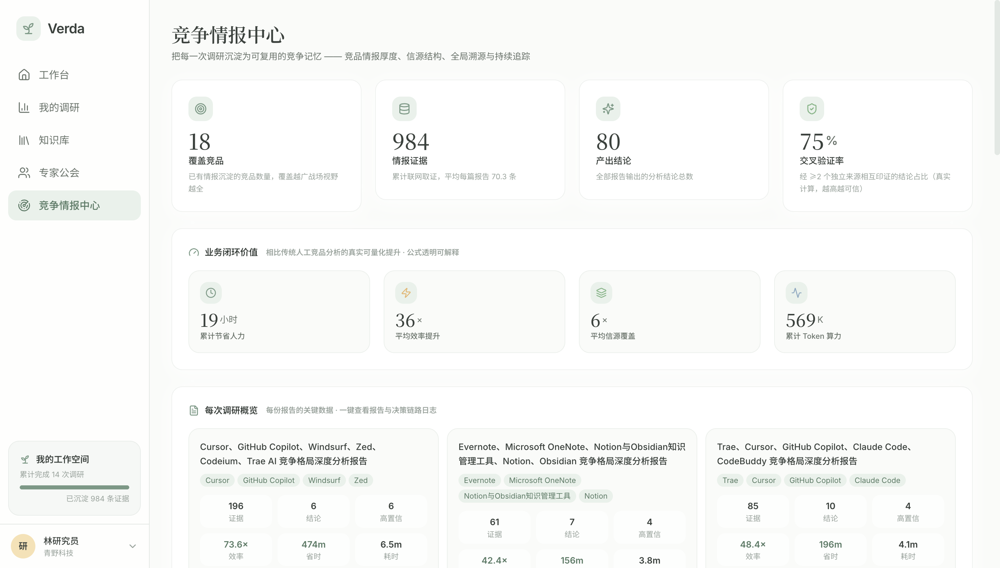 Verda
工作台
我的调研
知识库
专家公会
竞争情报中心
我的工作空间
累计完成 14 次调研
已沉淀 984 条证据
研
林研究员
青野科技
竞争情报中心
把每一次调研沉淀为可复用的竞争记忆 —— 竞品情报厚度、信源结构、全局溯源与持续追踪
18
覆盖竞品
已有情报沉淀的竞品数量，覆盖越广战场视野
越全
984
情报证据
累计联网取证，平均每篇报告 70.3 条
80
产出结论
全部报告输出的分析结论总数
75%
交叉验证率
经 ≥2 个独立来源相互印证的结论占比（真实
计算，越高越可信）
业务闭环价值 相比传统人工竞品分析的真实可量化提升 · 公式透明可解释
19 小时
累计节省人力
36 ×
平均效率提升
6 ×
平均信源覆盖
569 K
累计 Token 算力
每次调研概览 每份报告的关键数据 · 一键查看报告与决策链路日志
Cursor、GitHub Copilot、Windsurf、Zed、
Codeium、Trae AI 竞争格局深度分析报告
Cursor GitHub Copilot Windsurf Zed
196 6 6
证据 结论 高置信
73.6× 474m 6.5m
效率 省时 耗时
Evernote、Microsoft OneNote、Notion与Obsidian知识
管理工具、Notion、Obsidian 竞争格局深度分析报告
Evernote Microsoft OneNote
Notion与Obsidian知识管理工具 Notion
61 7 4
证据 结论 高置信
42.4× 156m 3.8m
Trae、Cursor、GitHub Copilot、Claude Code、
CodeBuddy 竞争格局深度分析报告
Trae Cursor GitHub Copilot Claude Code
85 10 4
证据 结论 高置信
48.4× 196m 4.1m
效率 省时 耗时